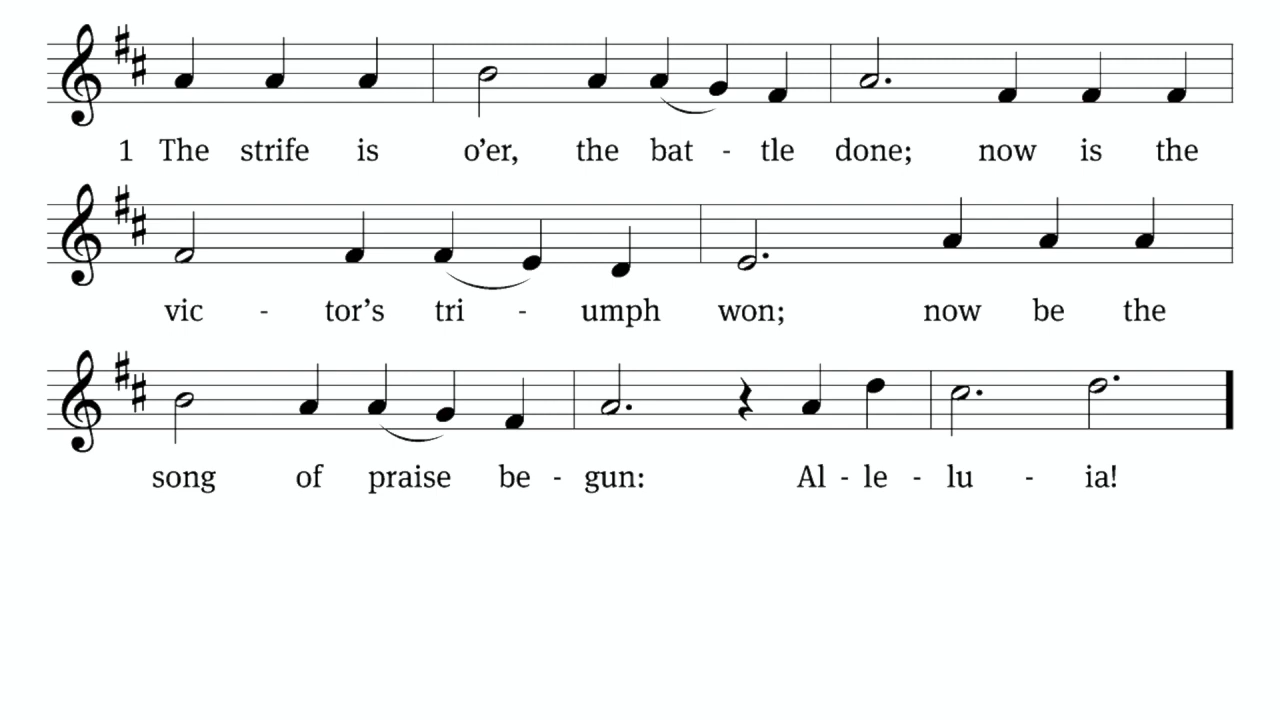 1 The strife is o’er, the bat - tle done; now is the
vic - tor’s tri - umph won; now be the
song of praise be - gun: Al - le - lu - ia!